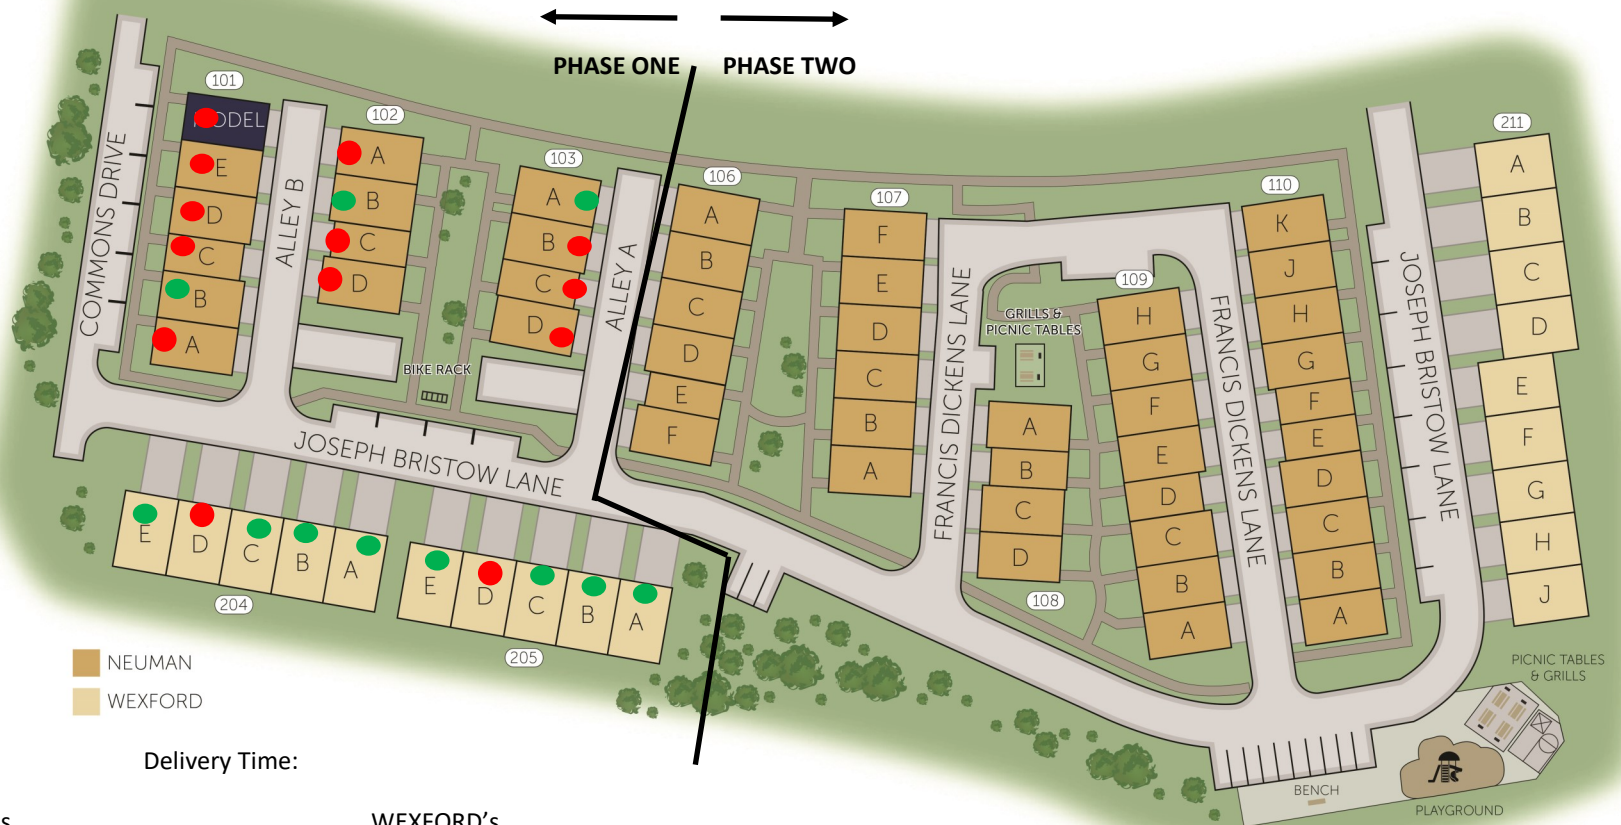 PHASE ONE
PHASE TWO
101
MODEL
E
D
C
B
A
COMMONS DRIVE
ALLEY B
102
A
B
C
D
103
A
B
C
D
ALLEY A
BIKE RACK
JOSEPH BRISTOW LANE
106
A
B
C
D
E
F
107
F
E
D
C
B
A
FRANCIS DICKENS LANE
GRILLS &
PICNIC TABLES
A
B
C
D
108
109
H
G
F
E
D
C
B
A
FRANCIS DICKENS LANE
110
K
J
H
G
F
E
D
C
B
A
JOSEPH BRISTOW LANE
211
A
B
C
D
E
F
G
H
J
E
D
C
B
A
204
E
D
C
B
A
205
NEUMAN
WEXFORD
PICNIC TABLES
& GRILLS
BENCH
PLAYGROUND
Delivery Time:
WEXFORD's